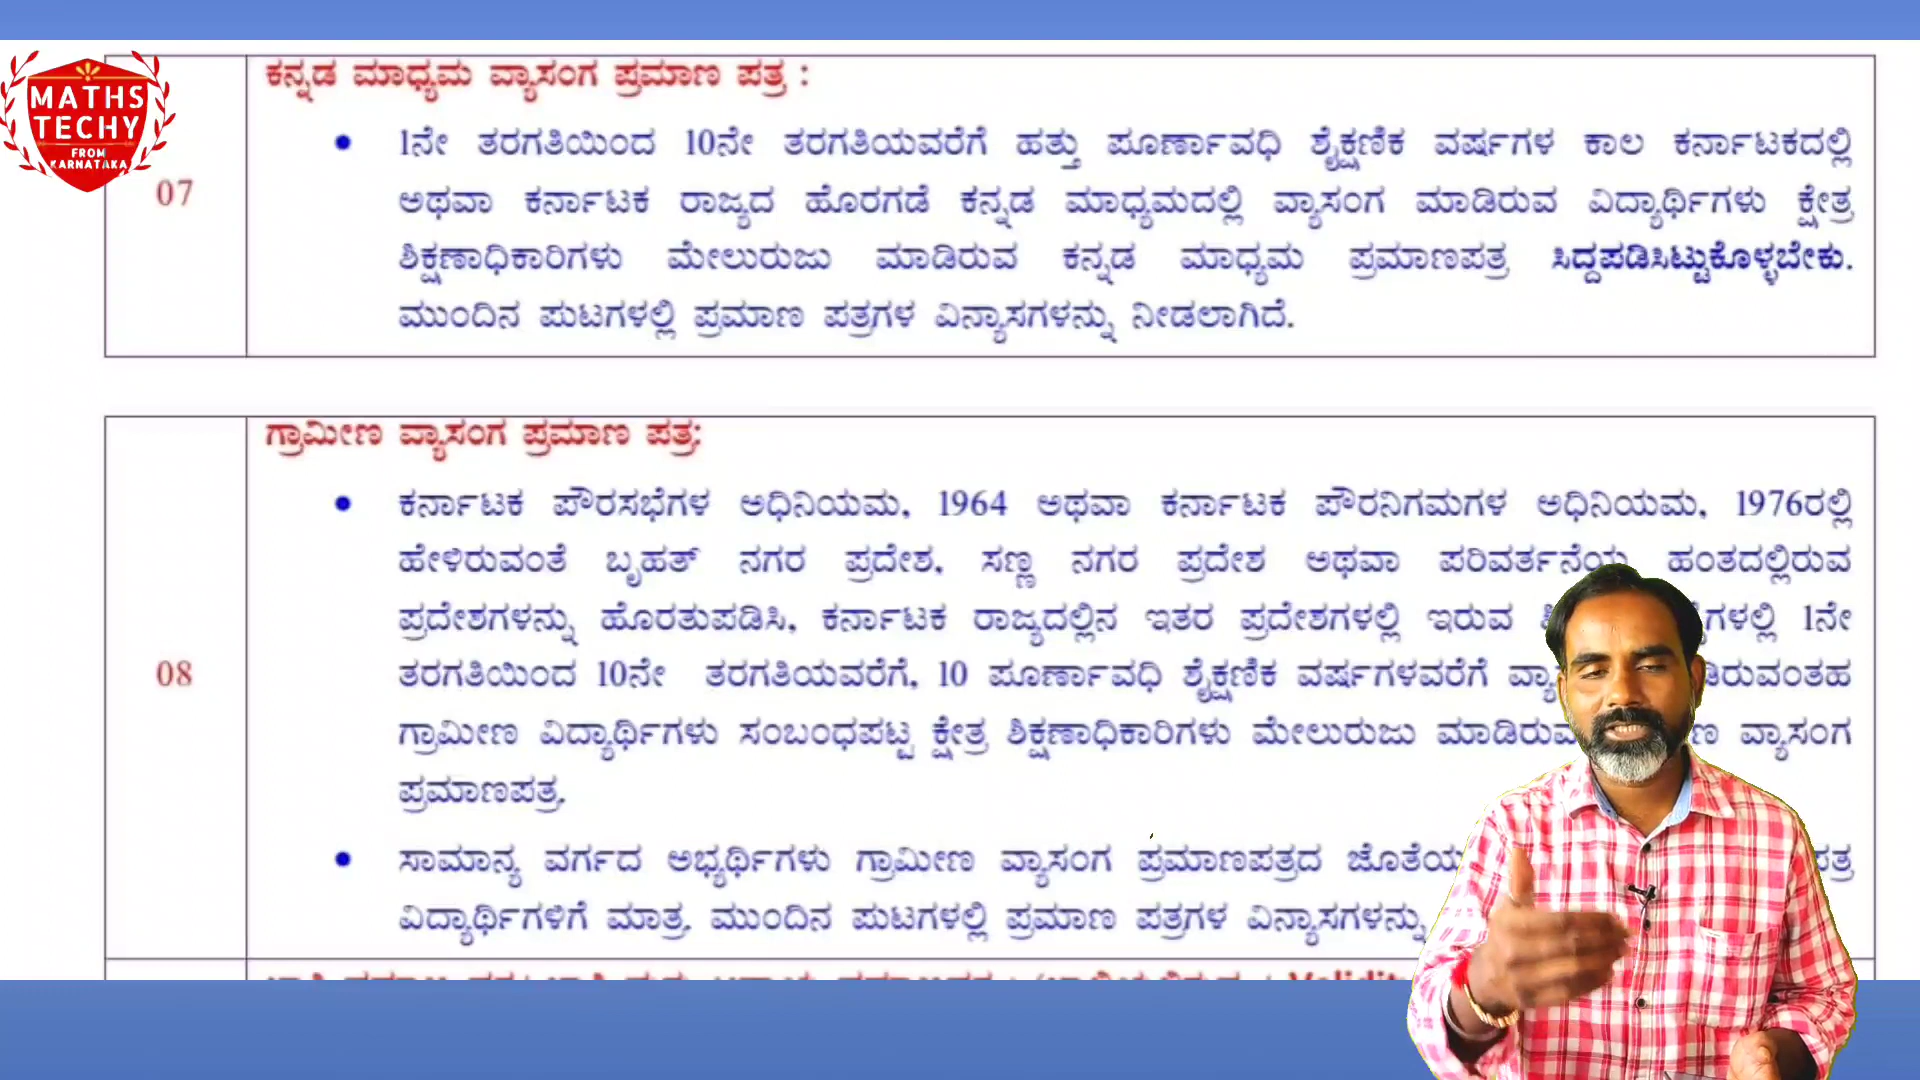 MATHS
TECHY
FROM
KARNATAKA
07
ಕನ್ನಡ ಮಾಧ್ಯಮ ವ್ಯಾಸಂಗ ಪ್ರಮಾಣ ಪತ್ರ :
• 1ನೇ ತರಗತಿಯಿಂದ 10ನೇ ತರಗತಿಯವರೆಗೆ ಹತ್ತು ಪೂರ್ಣಾವಧಿ ಶೈಕ್ಷಣಿಕ ವರ್ಷಗಳ ಕಾಲ ಕರ್ನಾಟಕದಲ್ಲಿ
ಅಥವಾ ಕರ್ನಾಟಕ ರಾಜ್ಯದ ಹೊರಗಡೆ ಕನ್ನಡ ಮಾಧ್ಯಮದಲ್ಲಿ ವ್ಯಾಸಂಗ ಮಾಡಿರುವ ವಿದ್ಯಾರ್ಥಿಗಳು ಕ್ಷೇತ್ರ
ಶಿಕ್ಷಣಾಧಿಕಾರಿಗಳು ಮೇಲುರುಜು ಮಾಡಿರುವ ಕನ್ನಡ ಮಾಧ್ಯಮ ಪ್ರಮಾಣಪತ್ರ ಸಿದ್ದಪಡಿಸಿಟ್ಟುಕೊಳ್ಳಬೇಕು.
ಮುಂದಿನ ಪುಟಗಳಲ್ಲಿ ಪ್ರಮಾಣ ಪತ್ರಗಳ ವಿನ್ಯಾಸಗಳನ್ನು ನೀಡಲಾಗಿದೆ.
08
ಗ್ರಾಮೀಣ ವ್ಯಾಸಂಗ ಪ್ರಮಾಣ ಪತ್ರ:
• ಕರ್ನಾಟಕ ಪೌರಸಭೆಗಳ ಅಧಿನಿಯಮ, 1964 ಅಥವಾ ಕರ್ನಾಟಕ ಪೌರನಿಗಮಗಳ ಅಧಿನಿಯಮ, 1976ರಲ್ಲಿ
ಹೇಳಿರುವಂತೆ ಬೃಹತ್ ನಗರ ಪ್ರದೇಶ, ಸಣ್ಣ ನಗರ ಪ್ರದೇಶ ಅಥವಾ ಪರಿವರ್ತನೆಯ ಹಂತದಲ್ಲಿರುವ
ಪ್ರದೇಶಗಳನ್ನು ಹೊರತುಪಡಿಸಿ, ಕರ್ನಾಟಕ ರಾಜ್ಯದಲ್ಲಿನ ಇತರ ಪ್ರದೇಶಗಳಲ್ಲಿ ಇರುವ 1ನೇ
ತರಗತಿಯಿಂದ 10ನೇ ತರಗತಿಯವರೆಗೆ, 10 ಪೂರ್ಣಾವಧಿ ಶೈಕ್ಷಣಿಕ ವರ್ಷಗಳವರೆಗೆ
ಗ್ರಾಮೀಣ ವಿದ್ಯಾರ್ಥಿಗಳು ಸಂಬಂಧಪಟ್ಟ ಕ್ಷೇತ್ರ ಶಿಕ್ಷಣಾಧಿಕಾರಿಗಳು ಮೇಲುರುಜು ಮಾಡಿರುವ ವ್ಯಾಸಂಗ
ಪ್ರಮಾಣಪತ್ರ.
• ಸಾಮಾನ್ಯ ವರ್ಗದ ಅಭ್ಯರ್ಥಿಗಳು ಗ್ರಾಮೀಣ ವ್ಯಾಸಂಗ ಪ್ರಮಾಣಪತ್ರದ
ವಿದ್ಯಾರ್ಥಿಗಳಿಗೆ ಮಾತ್ರ. ಮುಂದಿನ ಪುಟಗಳಲ್ಲಿ ಪ್ರಮಾಣ ಪತ್ರಗಳ ವಿನ್ಯಾಸಗಳನ್ನು